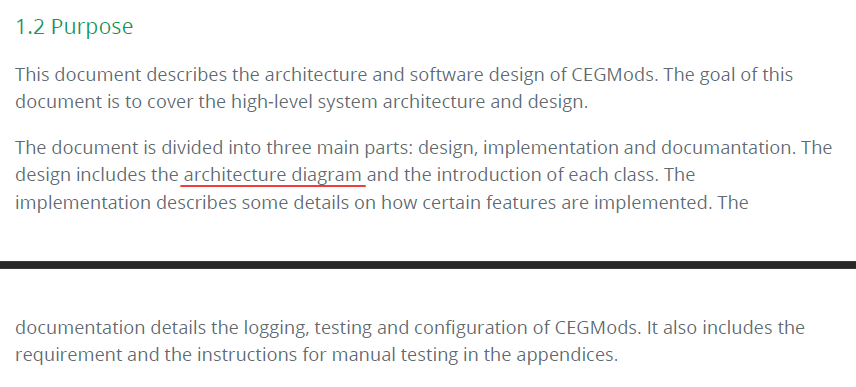 1.2 Purpose
This document describes the architecture and software design of CEGMods. The goal of this
document is to cover the high-level system architecture and design.
The document is divided into three main parts: design, implementation and documantation. The
design includes the architecture diagram and the introduction of each class. The
implementation describes some details on how certain features are implemented. The
documentation details the logging, testing and configuration of CEGMods. It also includes the
requirement and the instructions for manual testing in the appendices.